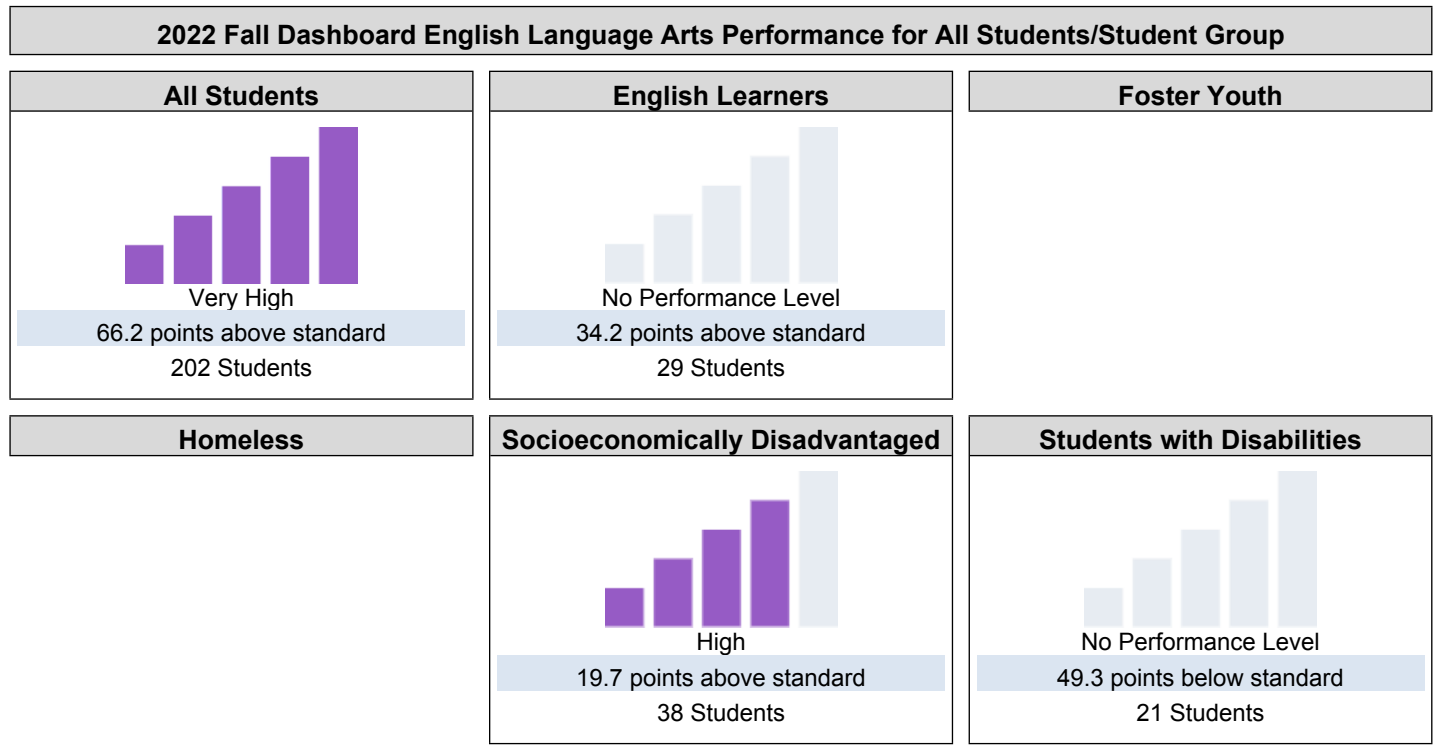 2022 Fall Dashboard English Language Arts Performance for All Students/Student Group
All Students
Very High
66.2 points above standard
202 Students
English Learners
No Performance Level
34.2 points above standard
29 Students
Foster Youth
Homeless
Socioeconomically Disadvantaged
High
19.7 points above standard
38 Students
Students with Disabilities
No Performance Level
49.3 points below standard
21 Students